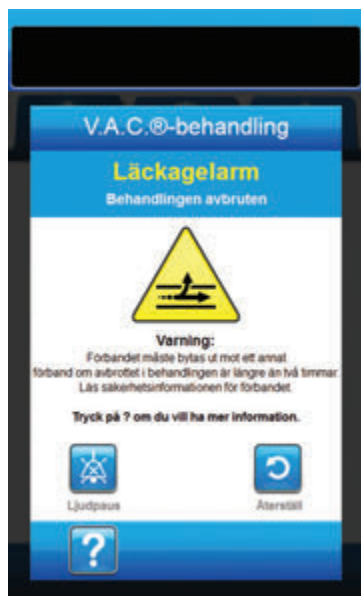 V.A.C.®-behandling
Läckagelarm
Behandlingen avbruten
Varning:
Förbandet måste bytas ut mot ett annat
förband om avbrottet i behandlingen är längre än två timmar.
Läs säkerhetsinformationen för förbandet.
Tryck på ? om du vill ha mer information.
Ljudpaus
Återställ
?